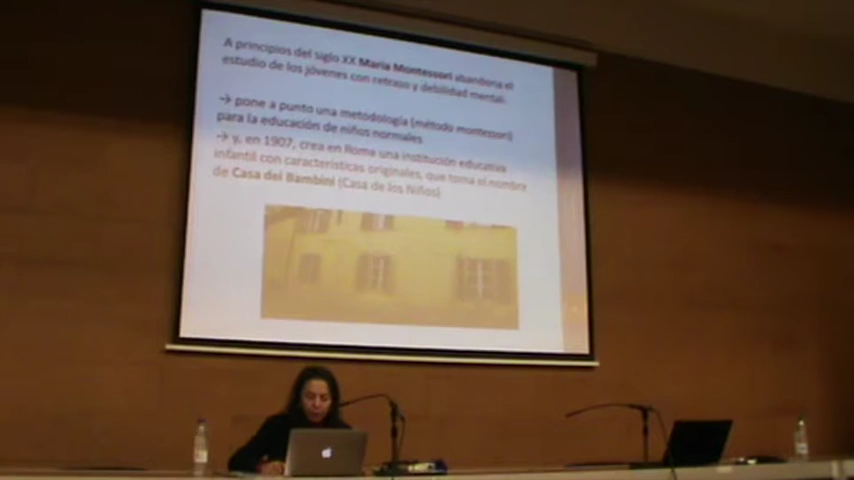 A principios del siglo XX Maria Montessori abandona el
estudio de los jóvenes con retraso y debilidad mental.
→ pone a punto una metodología (método montessori)
para la educación de niños normales
→ y, en 1907, crea en Roma una institución educativa
infantil con características originales, que toma el nombre
de Casa dei Bambini (Casa de los Niños)